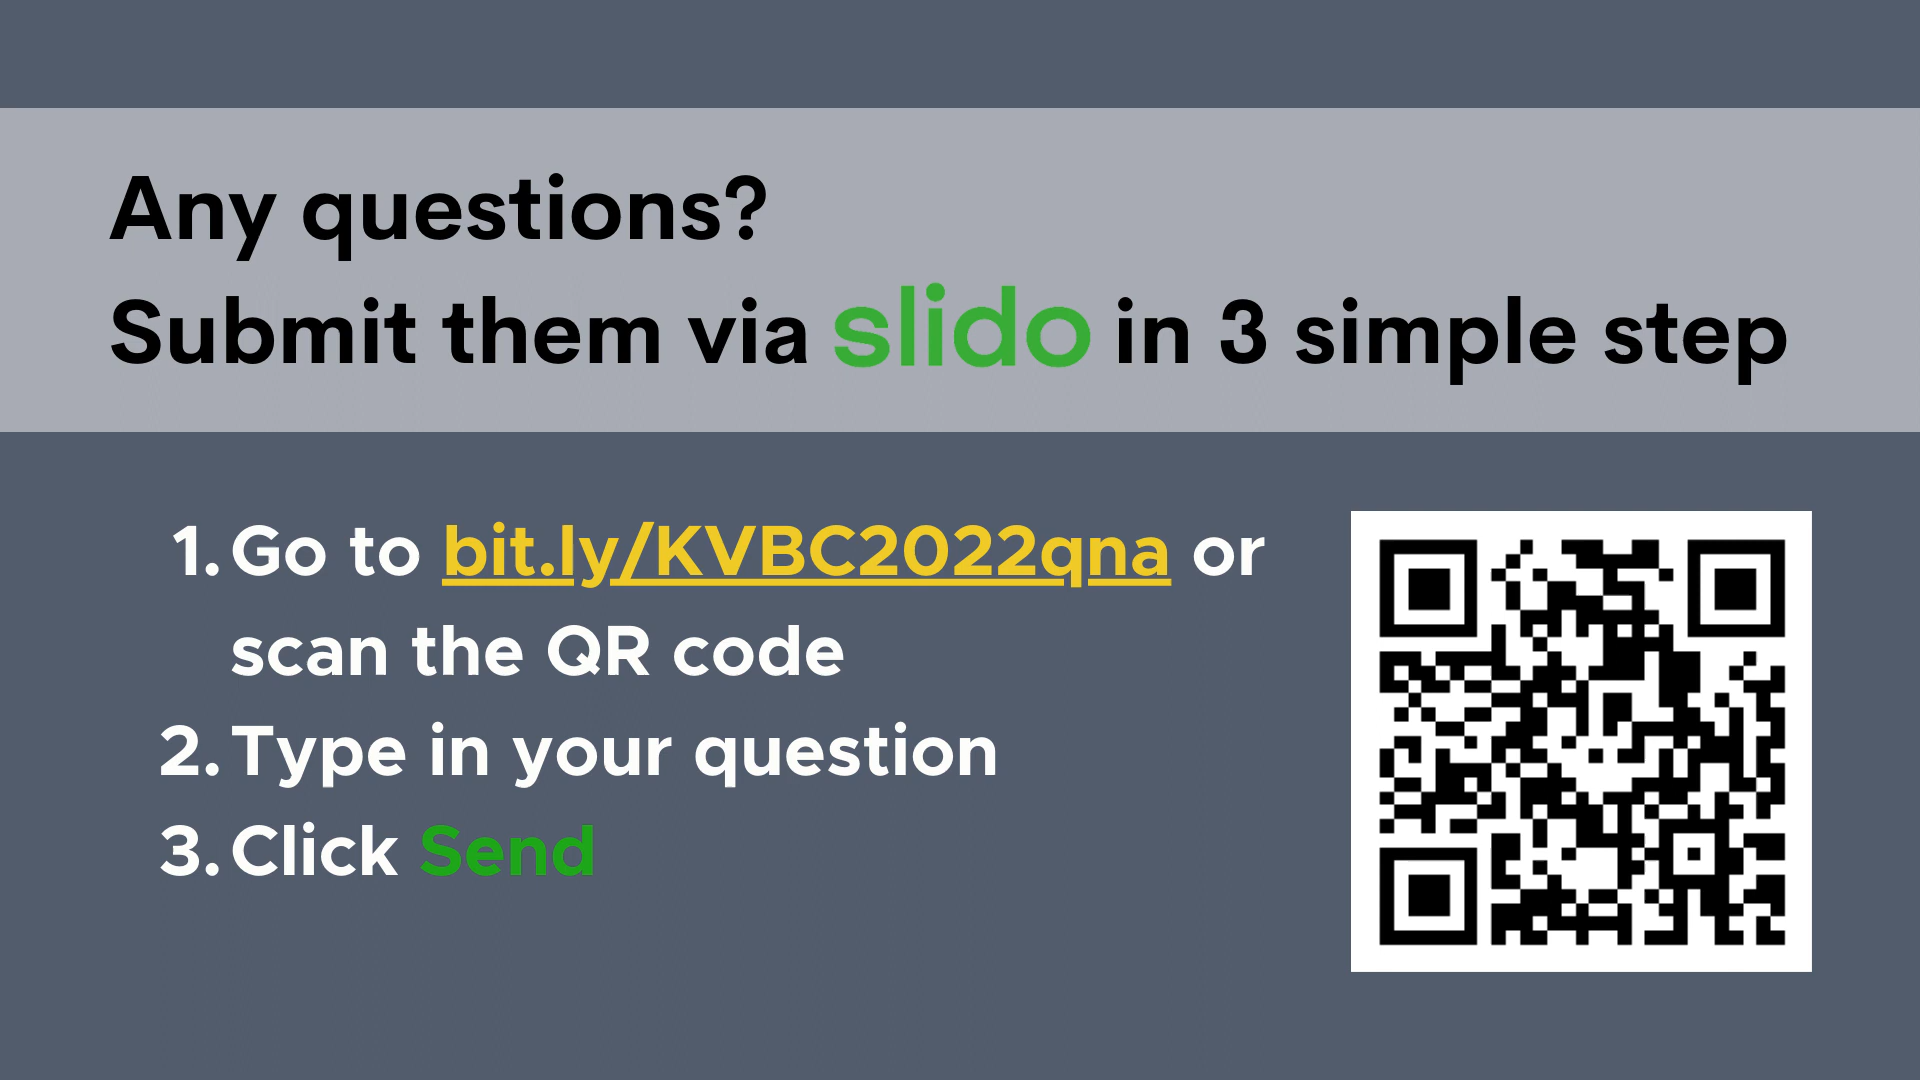 Any questions?
Submit them via slido in 3 simple step
1. Go to bit.ly/KVBC2022qna or
scan the QR code
2. Type in your question
3. Click Send